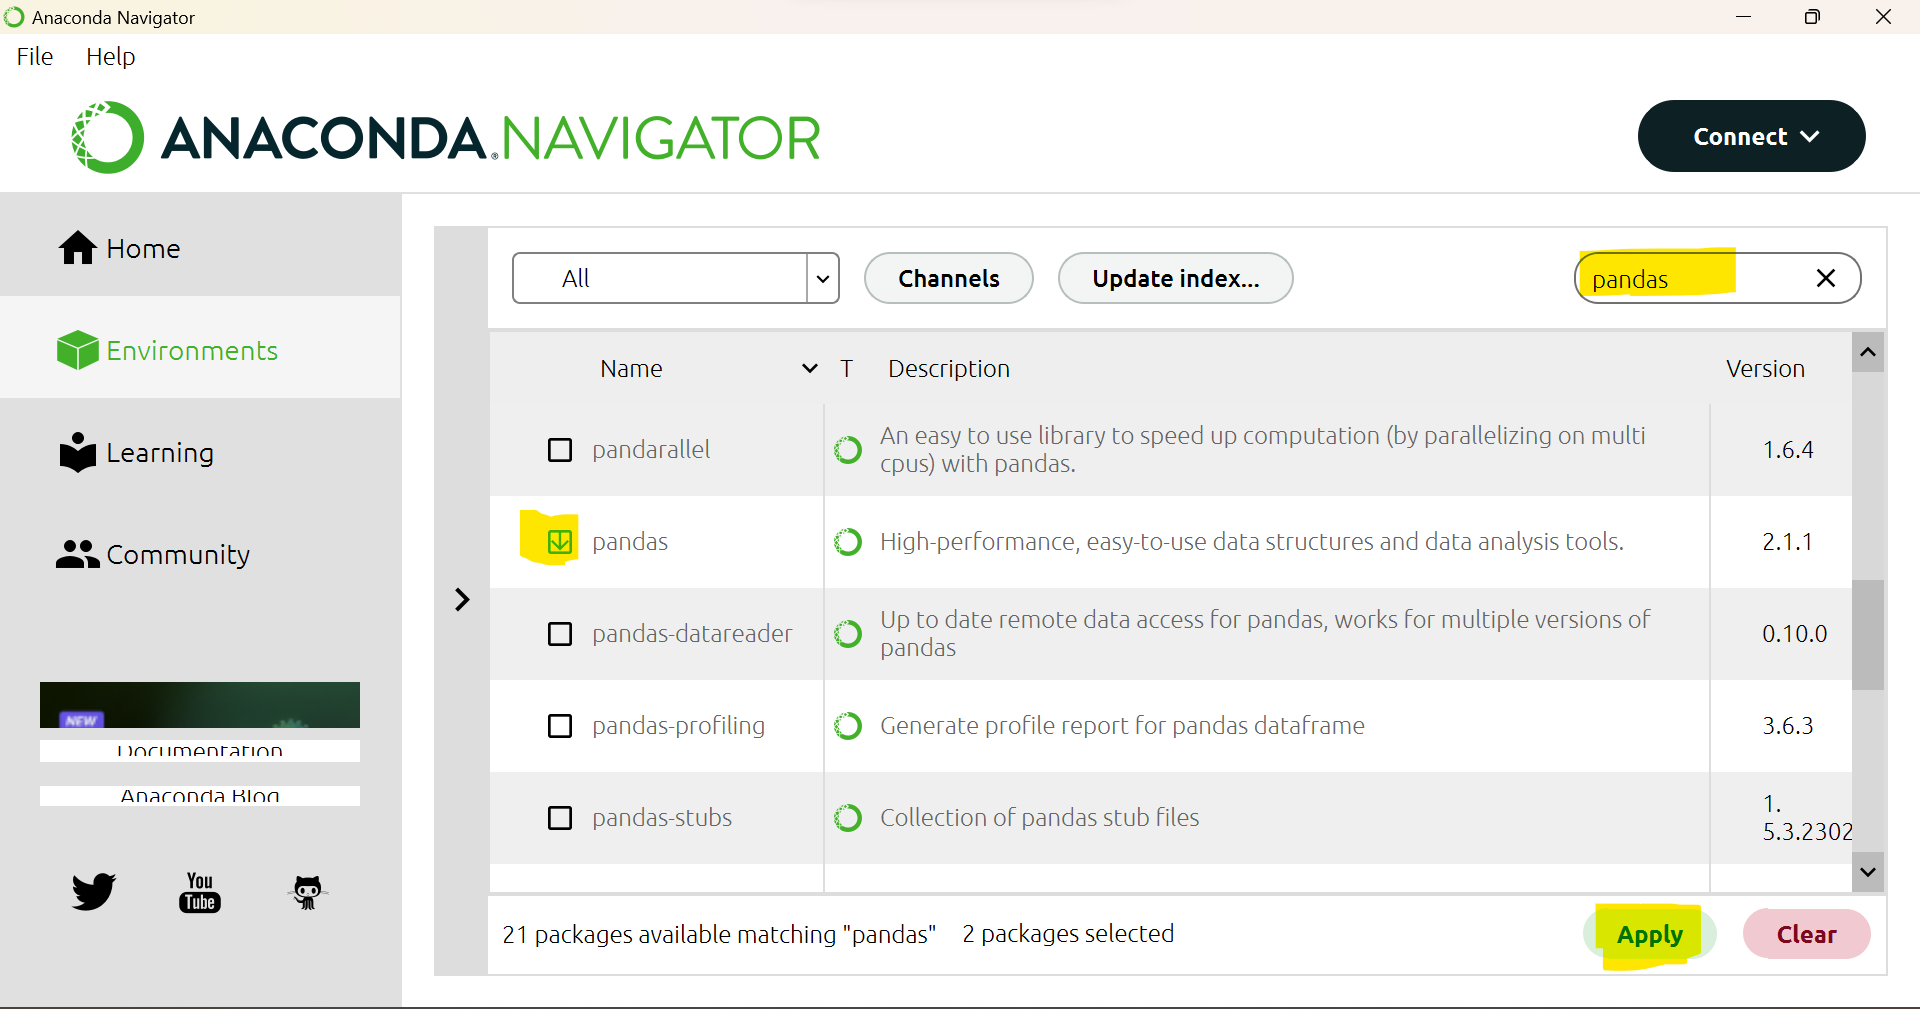 Anaconda Navigator
File Help
ANACONDA.NAVIGATOR
Connect
Home
Environments
Learning
Community
NEW
Documentation
Anaconda Blog
You
Tube
All Channels Update index... pandas
Name T Description Version
pandarallel An easy to use library to speed up computation (by parallelizing on multi
cpus) with pandas. 1.6.4
pandas High-performance, easy-to-use data structures and data analysis tools. 2.1.1
pandas-datareader Up to date remote data access for pandas, works for multiple versions of
pandas 0.10.0
pandas-profiling Generate profile report for pandas dataframe 3.6.3
pandas-stubs Collection of pandas stub files 1.
5.3.2302
21 packages available matching "pandas" 2 packages selected Apply Clear